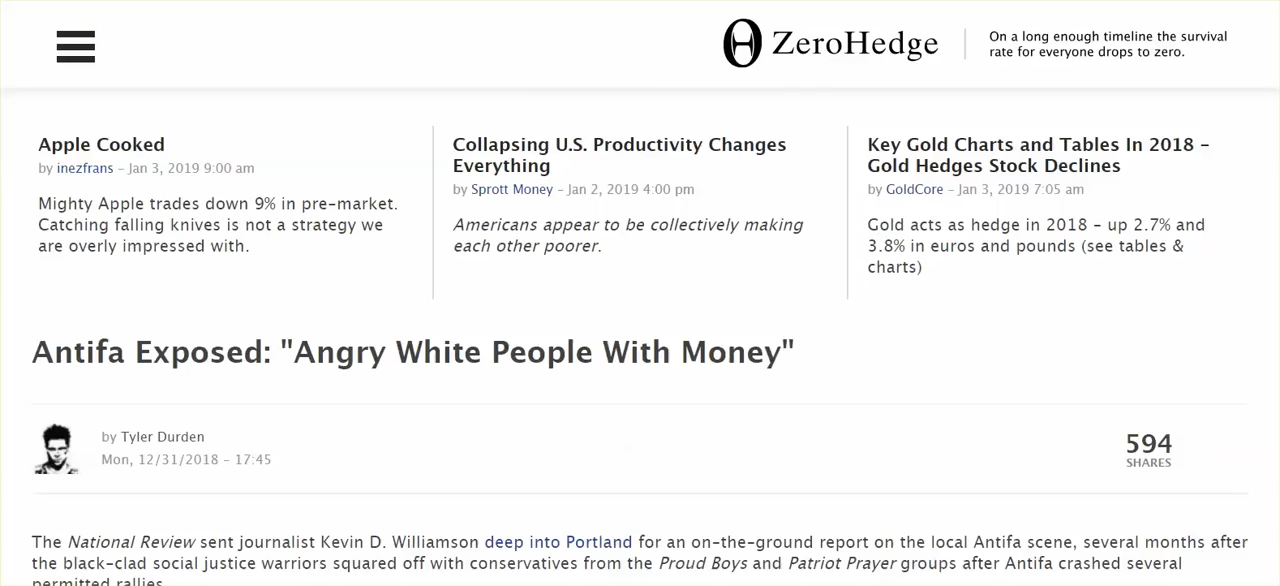 ZeroHedge
On a long enough timeline the survival
rate for everyone drops to zero.
Apple Cooked
by inezfrans – Jan 3, 2019 9:00 am
Mighty Apple trades down 9% in pre-market.
Catching falling knives is not a strategy we
are overly impressed with.
Collapsing U.S. Productivity Changes
Everything
by Sprott Money – Jan 2, 2019 4:00 pm
Americans appear to be collectively making
each other poorer.
Key Gold Charts and Tables In 2018 –
Gold Hedges Stock Declines
by GoldCore – Jan 3, 2019 7:05 am
Gold acts as hedge in 2018 – up 2.7% and
3.8% in euros and pounds (see tables &
charts)
Antifa Exposed: "Angry White People With Money"
by Tyler Durden
Mon, 12/31/2018 – 17:45
594
SHARES
The National Review sent journalist Kevin D. Williamson deep into Portland for an on-the-ground report on the local Antifa scene, several months after
the black-clad social justice warriors squared off with conservatives from the Proud Boys and Patriot Prayer groups after Antifa crashed several
permitted rallies.